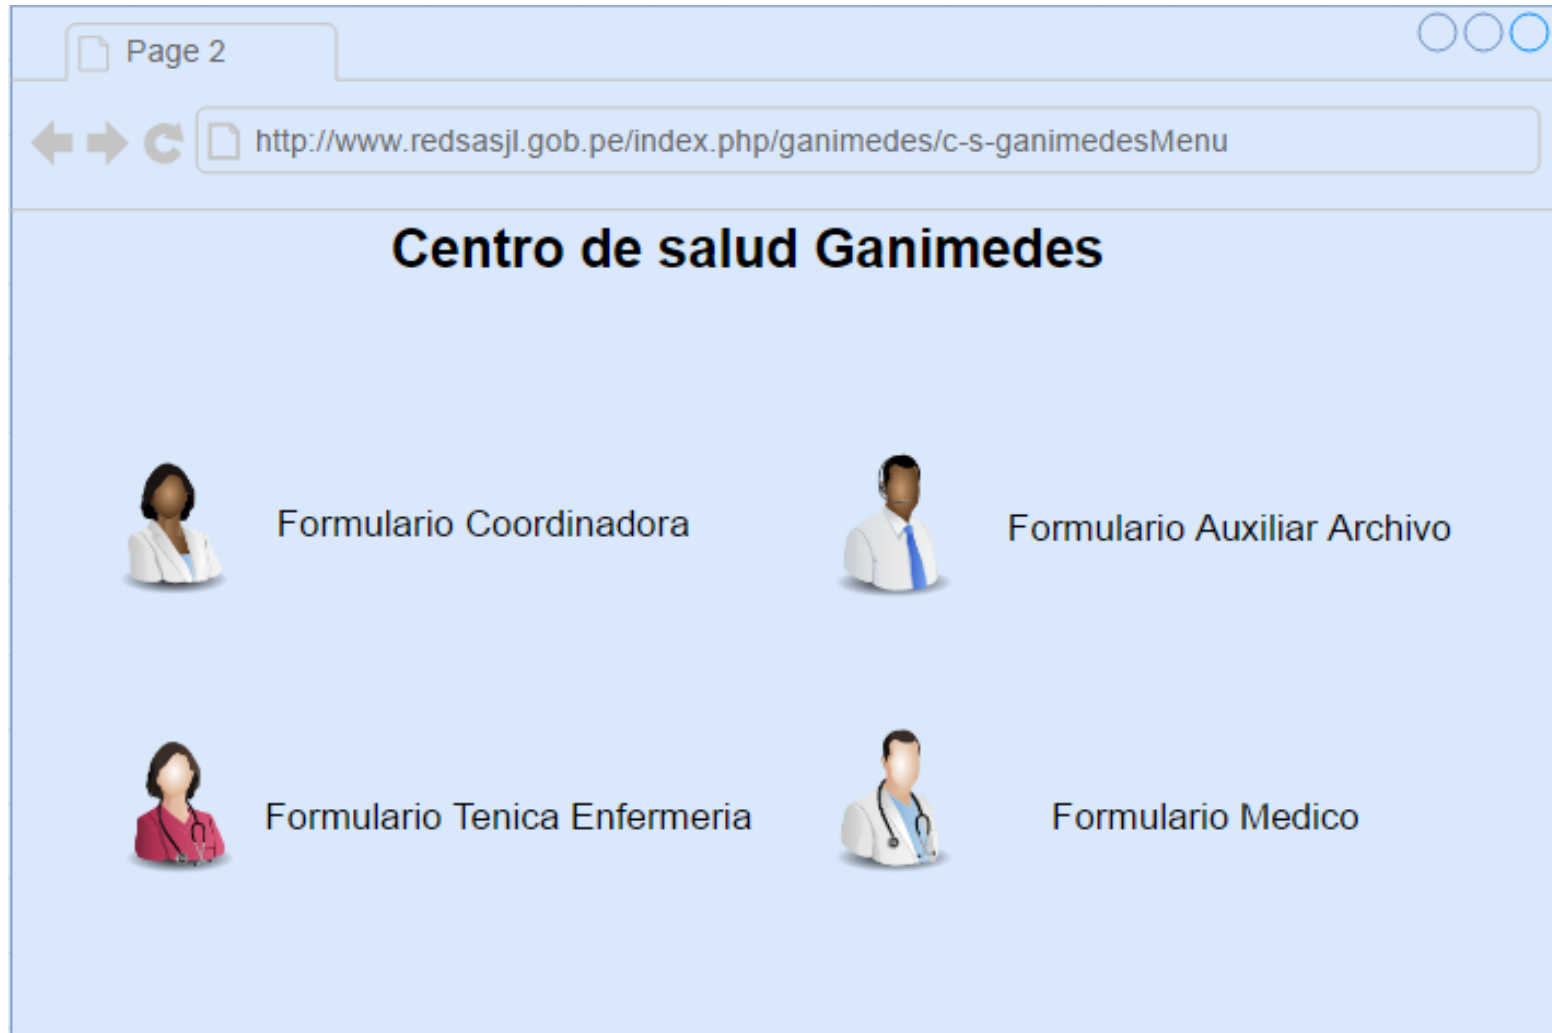 Page 2
http://www.redsasjl.gob.pe/index.php/ganimedes/c-s-ganimedesMenu
Centro de salud Ganimedes
Formulario Coordinadora
Formulario Auxiliar Archivo
Formulario Tenica Enfermeria
Formulario Medico